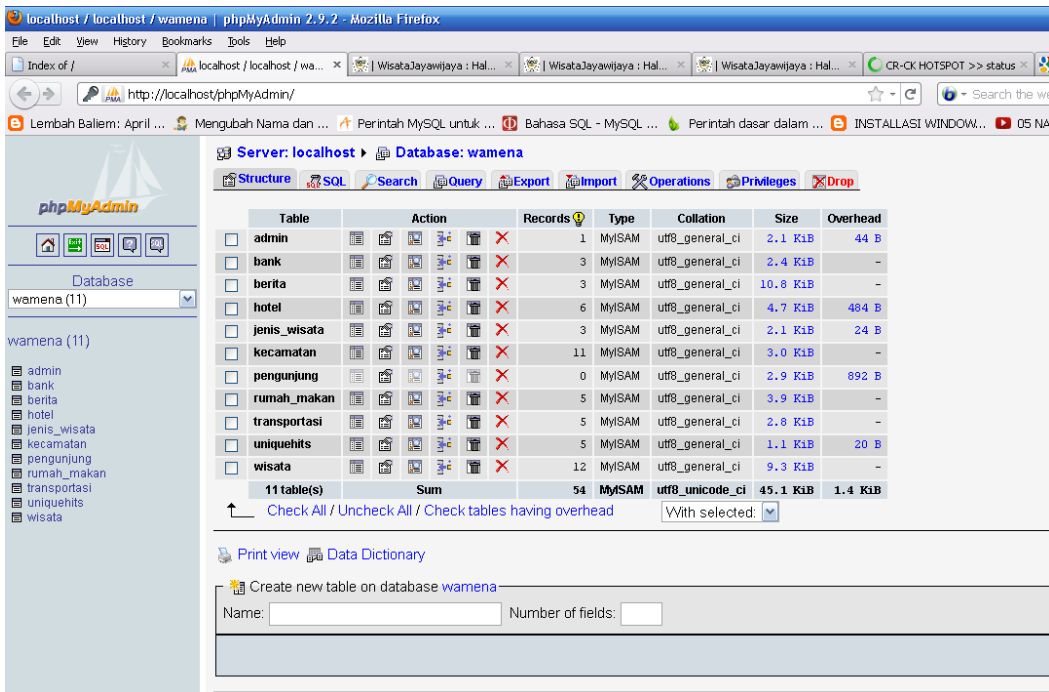 localhost / localhost / wamena | phpMyAdmin 2.9.2 - Mozilla Firefox
File Edit View History Bookmarks Tools Help
Index of / localhost / localhost / wa... | WisataJayawijaya : Hal... | WisataJayawijaya : Hal... | WisataJayawijaya : Hal... CR-CK HOTSPOT >> status
PMA http://localhost/phpMyAdmin/ Search the we
Lembah Baliem: April ... Mengubah Nama dan ... Perintah MySQL untuk ... Bahasa SQL - MySQL ... Perintah dasar dalam ... INSTALLASI WINDOW... 05 NA
Server: localhost Database: wamena
Structure SQL Search Query Export Import Operations Privileges Drop
phpMyAdmin
Database
wamena (11)
wamena (11)
admin
bank
berita
hotel
jenis_wisata
kecamatan
pengunjung
rumah_makan
transportasi
uniquehits
wisata
Table Action Records Type Collation Size Overhead
admin 1 MyISAM utf8_general_ci 2.1 KiB 44 B
bank 3 MyISAM utf8_general_ci 2.4 KiB -
berita 3 MyISAM utf8_general_ci 10.8 KiB -
hotel 6 MyISAM utf8_general_ci 4.7 KiB 484 B
jenis_wisata 3 MyISAM utf8_general_ci 2.1 KiB 24 B
kecamatan 11 MyISAM utf8_general_ci 3.0 KiB -
pengunjung 0 MyISAM utf8_general_ci 2.9 KiB 892 B
rumah_makan 5 MyISAM utf8_general_ci 3.9 KiB -
transportasi 5 MyISAM utf8_general_ci 2.8 KiB -
uniquehits 5 MyISAM utf8_general_ci 1.1 KiB 20 B
wisata 12 MyISAM utf8_general_ci 9.3 KiB -
11 table(s) Sum 54 MyISAM utf8_unicode_ci 45.1 KiB 1.4 KiB
Check All / Uncheck All / Check tables having overhead With selected:
Print view Data Dictionary
Create new table on database wamena
Name: Number of fields: